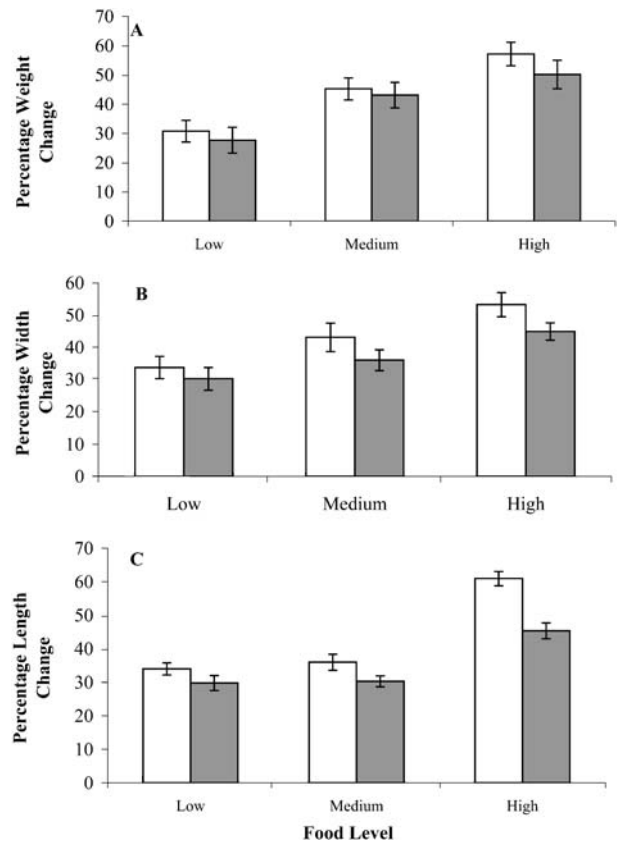 A
Percentage Weight
Change
70
60
50
40
30
20
10
0
Low Medium High
B
Percentage Width
Change
60
50
40
30
20
10
0
Low Medium High
C
Percentage Length
Change
70
60
50
40
30
20
10
0
Low Medium High
Food Level